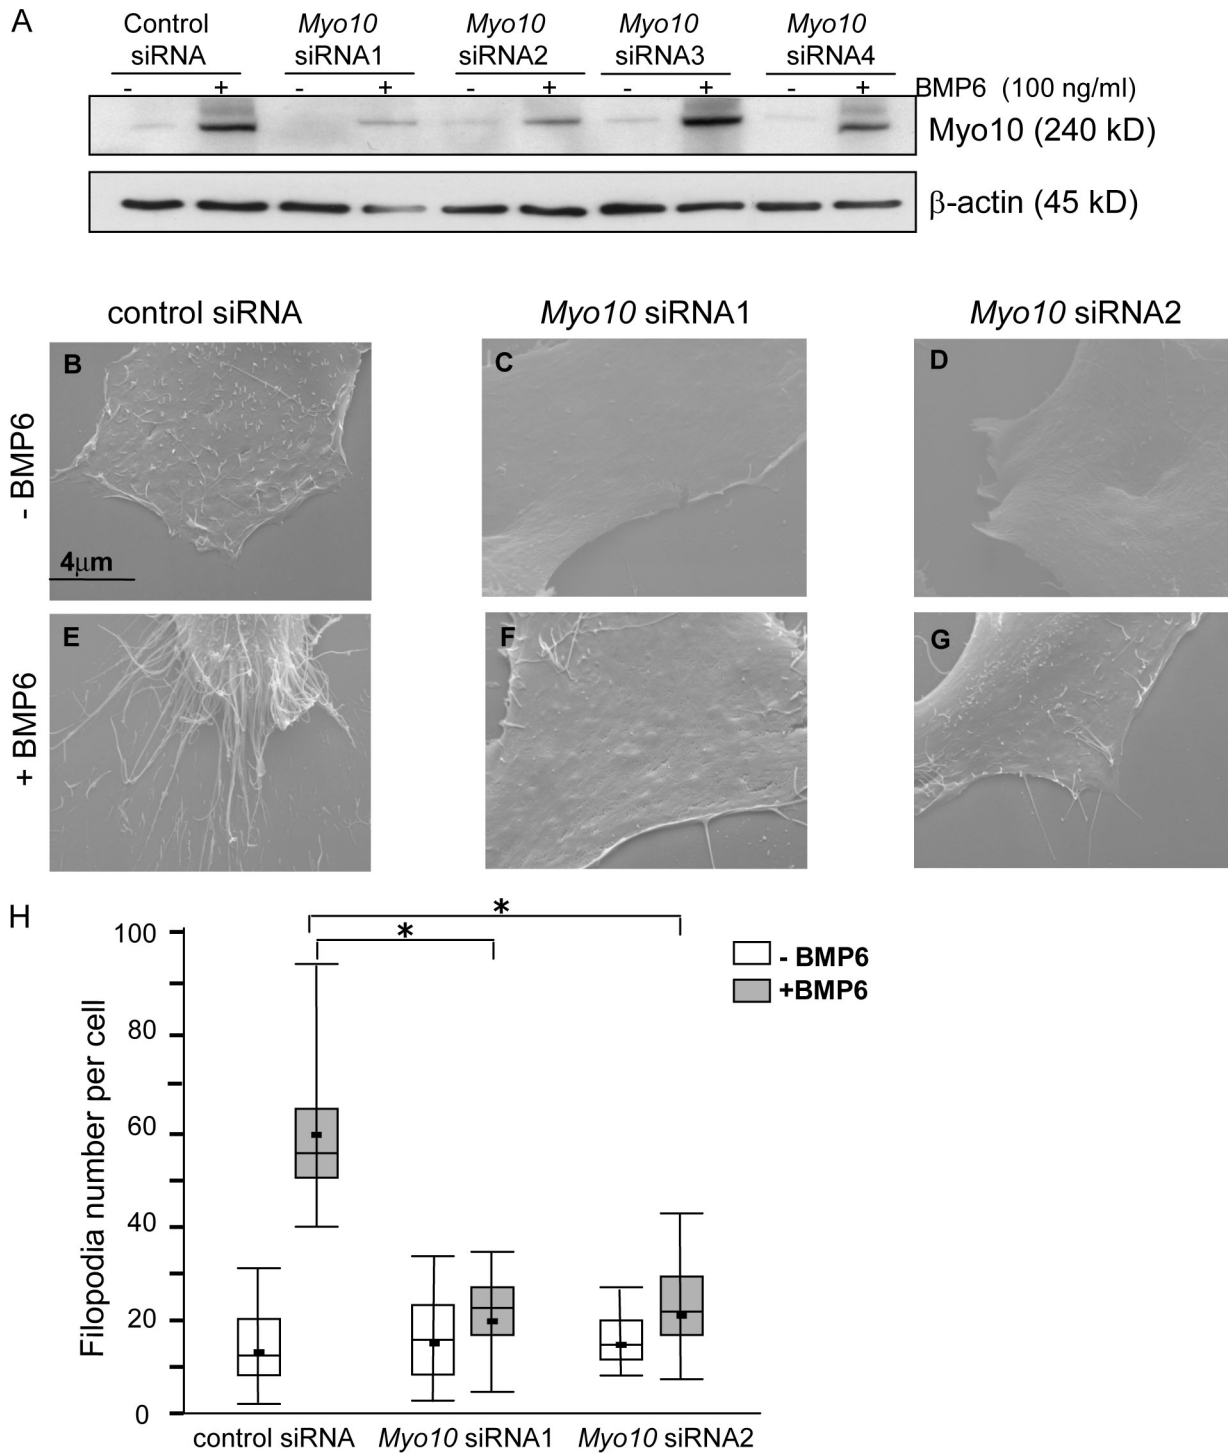 A
Control siRNA
Myo10 siRNA1
Myo10 siRNA2
Myo10 siRNA3
Myo10 siRNA4
- + - + - + - + - + BMP6 (100 ng/ml)
Myo10 (240 kD)
β-actin (45 kD)
control siRNA
Myo10 siRNA1
Myo10 siRNA2
- BMP6
B
4μm
C
D
+ BMP6
E
F
G
H
Filopodia number per cell
100
80
60
40
20
0
*
*
- BMP6
+BMP6
control siRNA
Myo10 siRNA1
Myo10 siRNA2